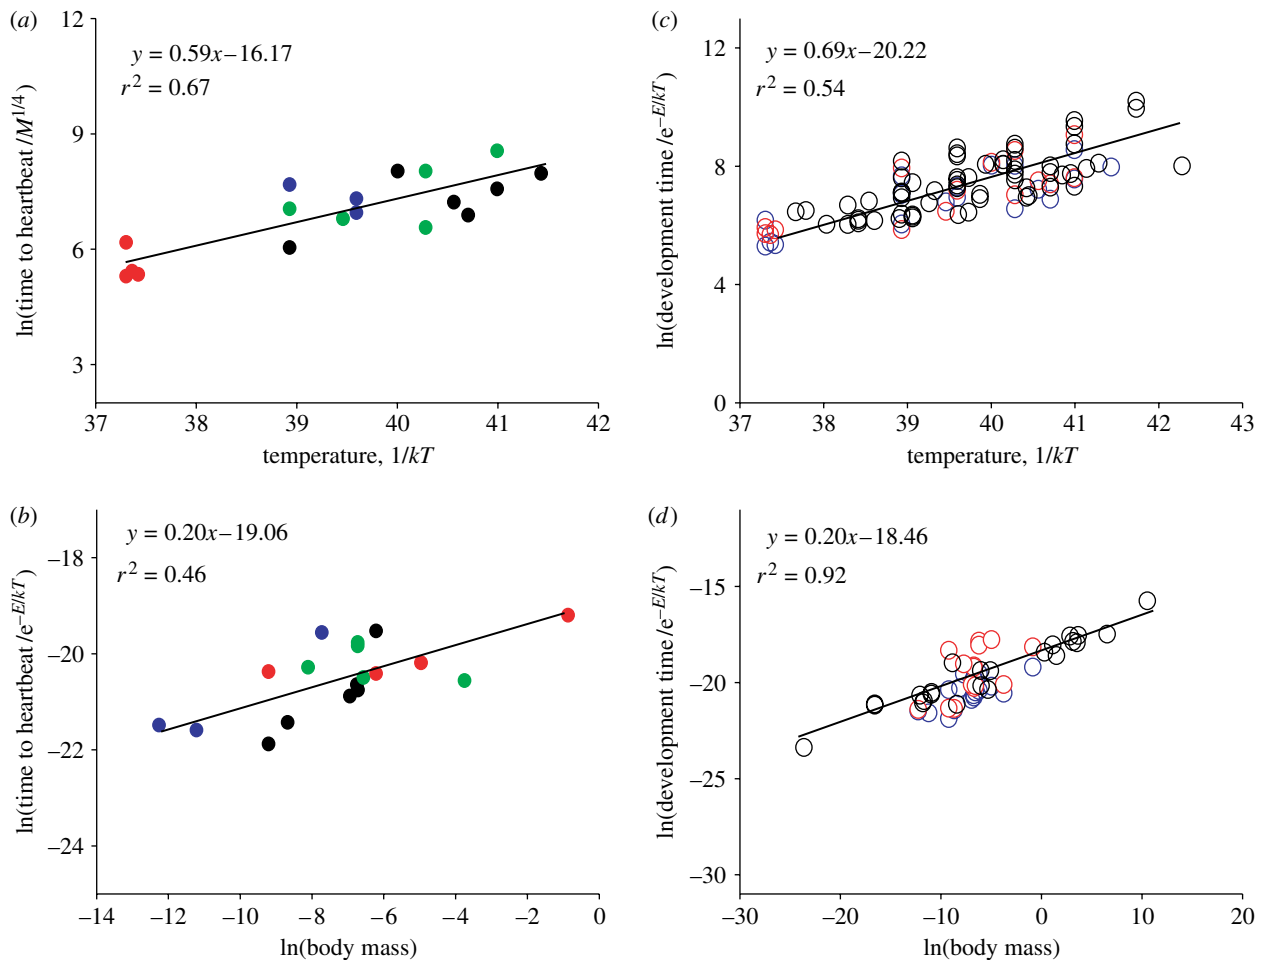 (a)
12
9
6
3
y = 0.59x–16.17
r² = 0.67
ln(time to heartbeat /M^1/4)
37 38 39 40 41 42
temperature, 1/kT
(c)
12
8
4
0
y = 0.69x–20.22
r² = 0.54
ln(development time /e^–E/kT)
37 38 39 40 41 42 43
temperature, 1/kT
(b)
–18
–20
–22
–24
y = 0.20x–19.06
r² = 0.46
ln(time to heartbeat /e^–E/kT)
–14 –12 –10 –8 –6 –4 –2 0
ln(body mass)
(d)
–15
–20
–25
–30
y = 0.20x–18.46
r² = 0.92
ln(development time /e^–E/kT)
–30 –20 –10 0 10 20
ln(body mass)